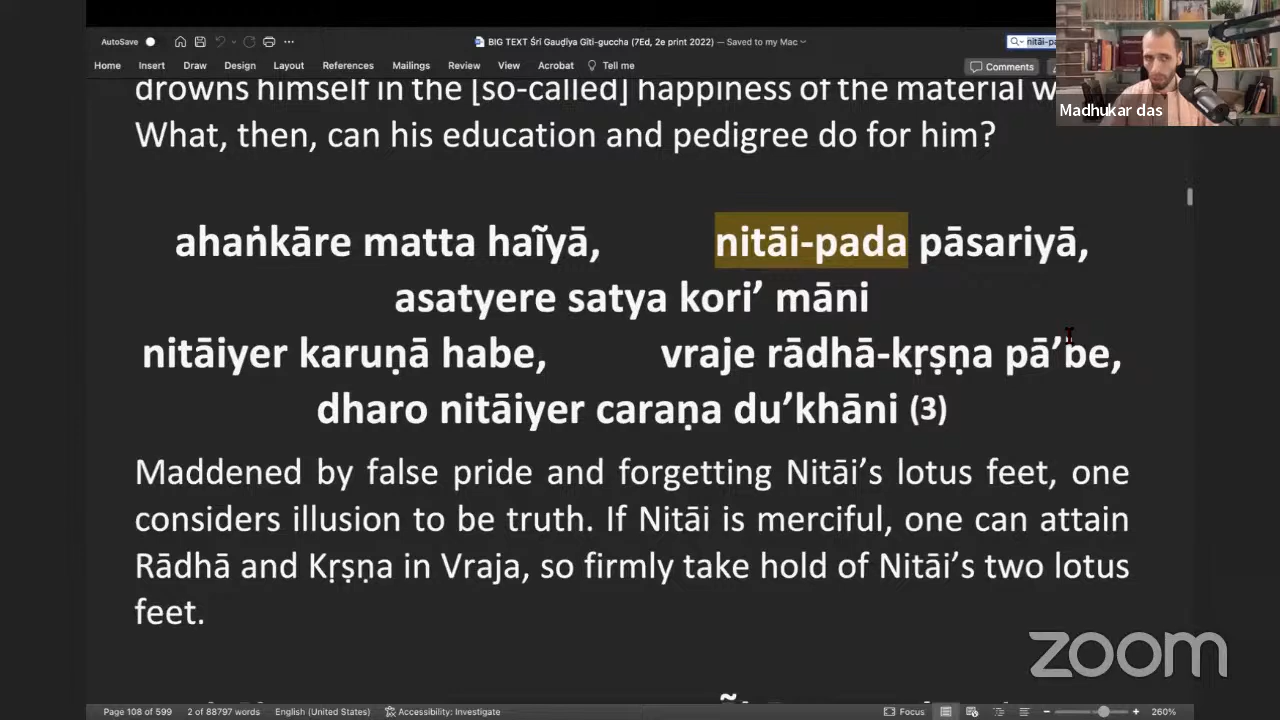 AutoSave
BIG TEXT Śrī Gauḍīya Gīti-guccha (7Ed, 2e print 2022) — Saved to my Mac
nitāi-pa
Home Insert Draw Design Layout References Mailings Review View Acrobat Tell me
Comments
Madhukar das
drowns himself in the [so-called] happiness of the material w
What, then, can his education and pedigree do for him?
ahaṅkāre matta haĩyā, nitāi-pada pāsariyā,
asatyere satya kori’ māni
nitāiyer karuṇā habe, vraje rādhā-kṛṣṇa pā’be,
dharo nitāiyer caraṇa du’khāni (3)
Maddened by false pride and forgetting Nitāi’s lotus feet, one
considers illusion to be truth. If Nitāi is merciful, one can attain
Rādhā and Kṛṣṇa in Vraja, so firmly take hold of Nitāi’s two lotus
feet.
zoom
Page 108 of 599 2 of 88797 words English (United States) Accessibility: Investigate Focus 260%